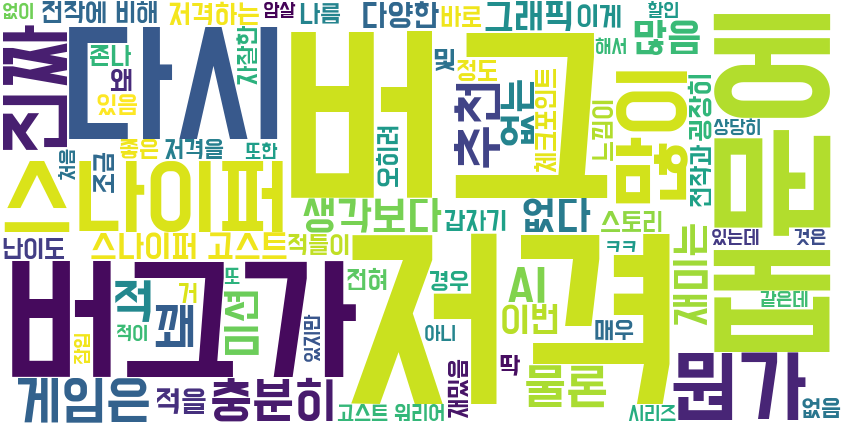 없이
전작에 비해
저격하는
암살
나름
다양한
바로
그래픽
이게
할인
진짜
존나
왜
있음
다시
자잘한
버그
및
정도
추천
없는
체크포인트
해서
많음
함이
느낌이
굉장히
전작과
상당히
퍼포먼스
처음
조금
좋은
저격을
또한
오히려
스나이퍼
생각보다
갑자기
없다
스토리
재미는
있는데
것은
난이도
스나이퍼 고스트
적들이
저격
ㅋㅋ
버그가
적
꽤
거
또
미션
전혀
경우
AI
이번
같은데
잠입
적이
있지만
아니
매우
딱
물론
뭔가
게임은
적을
충분히
고스트 워리어
재밌음
시리즈
없음